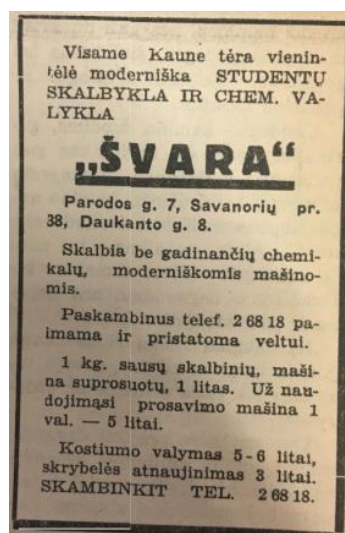 Visame Kaune tėra vienin-
telė moderniška STUDENTŲ
SKALBYKLA IR CHEM. VA-
LYKLA
„ŠVARA“
Parodos g. 7, Savanorių pr.
38, Daukanto g. 8.
Skalbia be gadinančių chemi-
kalų, moderniškomis mašino-
mis.
Paskambinus telef. 2 68 18 pa-
imama ir pristatoma veltui.
1 kg. sausų skalbinių, maši-
na suprosuotų, 1 litas. Už nau-
dojimąsi prosavimo mašina 1
val. — 5 litai.
Kostiumo valymas 5-6 litai,
skrybelės atnaujinimas 3 litai.
SKAMBINKIT TEL. 2 68 18.